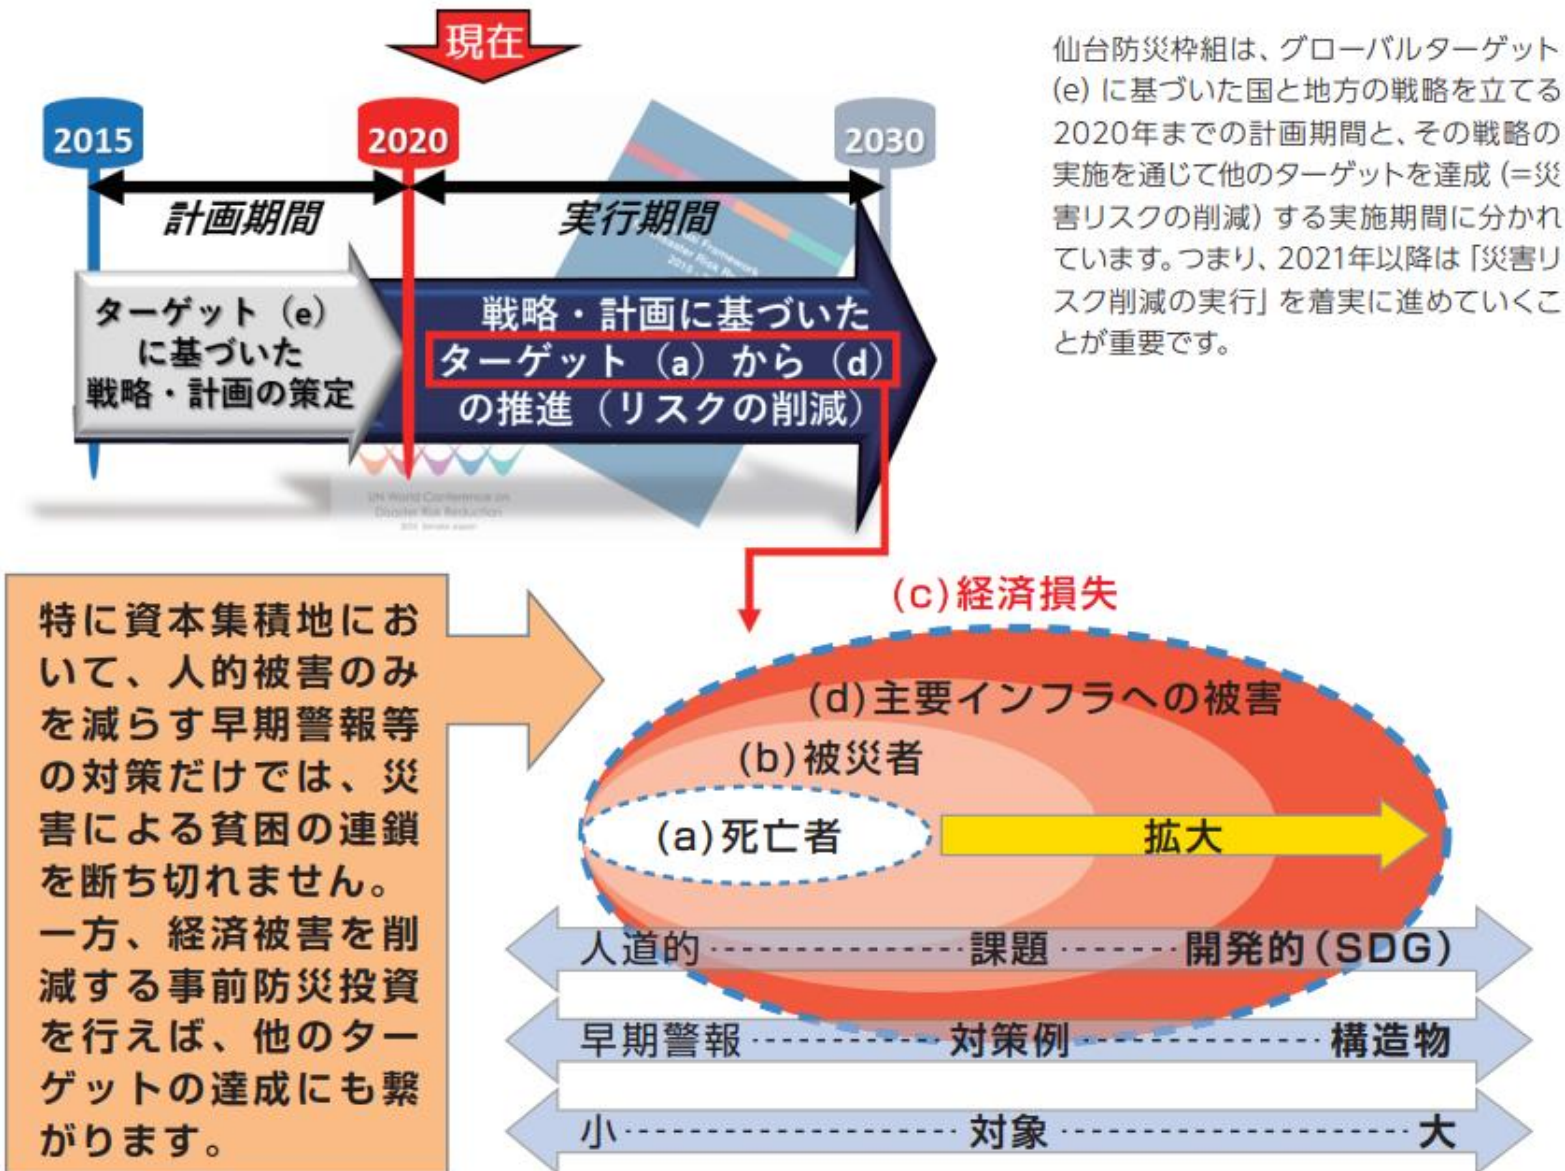 現在
2015
2020
2030
計画期間
実行期間
ターゲット（e）
に基づいた
戦略・計画の策定
戦略・計画に基づいた
ターゲット（a）から（d）
の推進（リスクの削減）
UN World Conference on
Disaster Risk Reduction
仙台防災枠組は、グローバルターゲット
(e) に基づいた国と地方の戦略を立てる
2020年までの計画期間と、その戦略の
実施を通じて他のターゲットを達成 (=災
害リスクの削減) する実施期間に分かれ
ています。つまり、2021年以降は「災害リ
スク削減の実行」を着実に進めていくこ
とが重要です。
特に資本集積地にお
いて、人的被害のみ
を減らす早期警報等
の対策だけでは、災
害による貧困の連鎖
を断ち切れません。
一方、経済被害を削
減する事前防災投資
を行えば、他のター
ゲットの達成にも繋
がります。
(c)経済損失
(d)主要インフラへの被害
(b)被災者
(a)死亡者
拡大
人道的 課題 開発的(SDG)
早期警報 対策例 構造物
小 対象 大